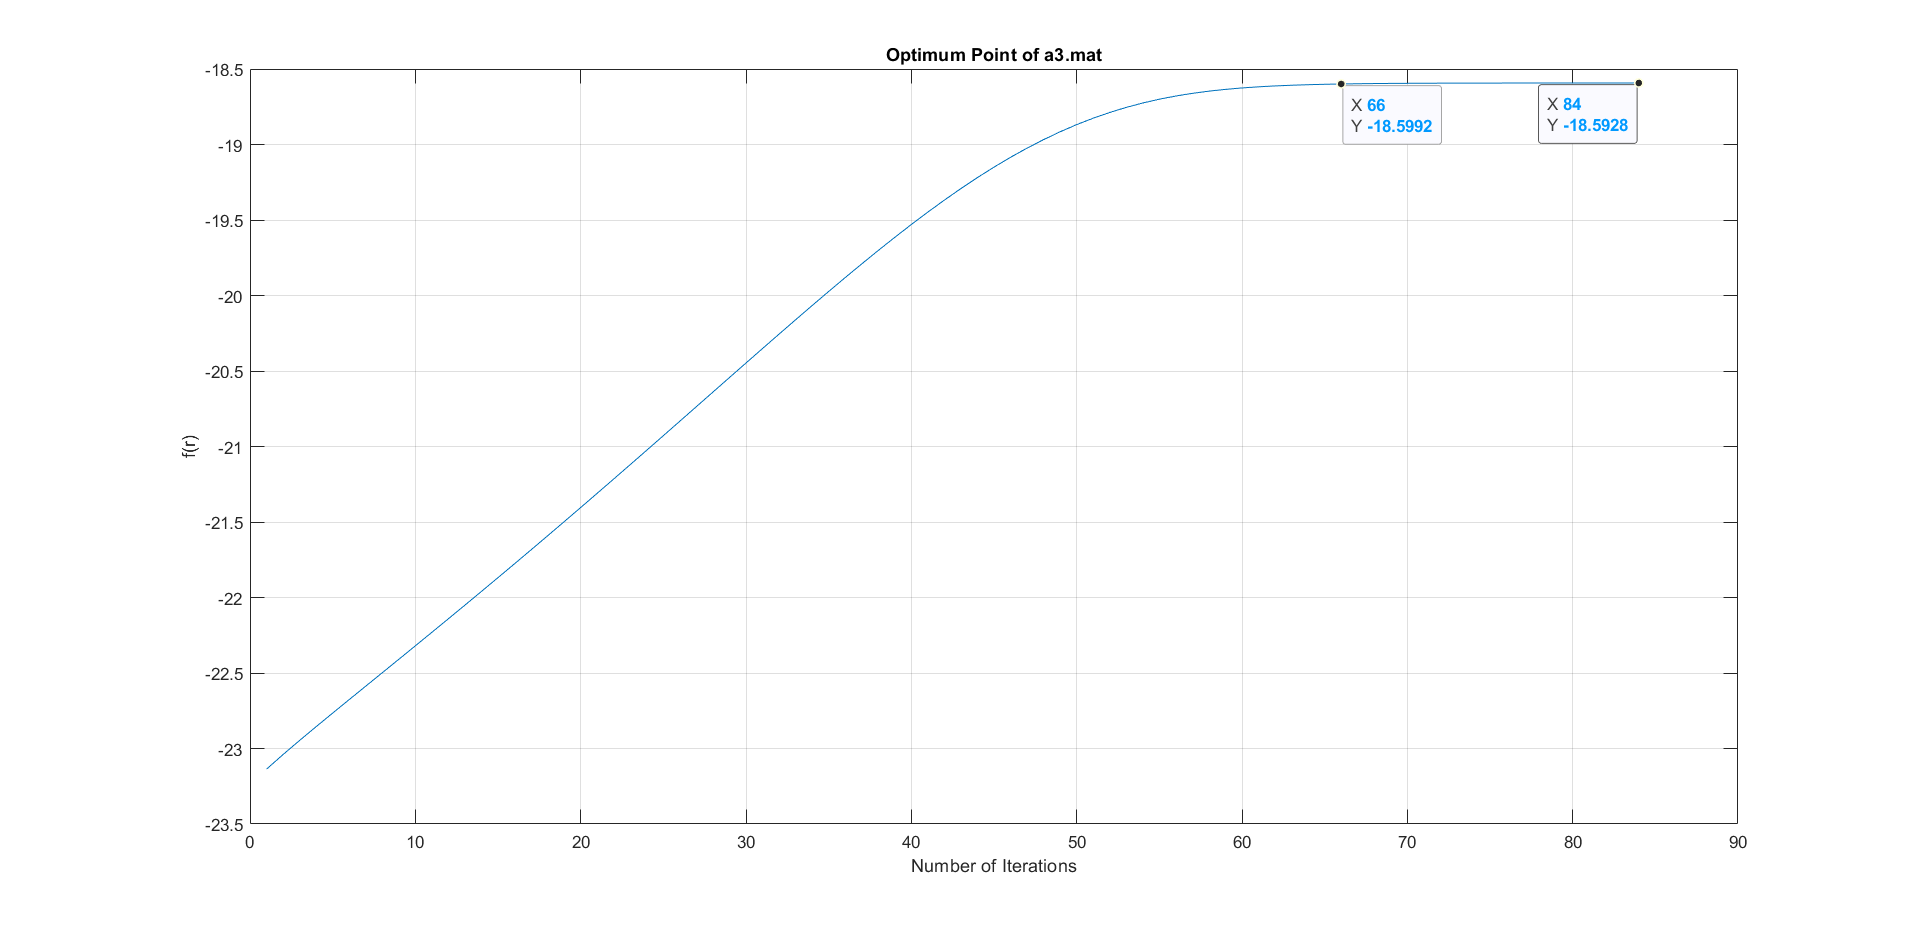 Optimum Point of a3.mat
-18.5
-19
-19.5
-20
-20.5
-21
-21.5
-22
-22.5
-23
-23.5
f(r)
X 66
Y -18.5992
X 84
Y -18.5928
0 10 20 30 40 50 60 70 80 90
Number of Iterations